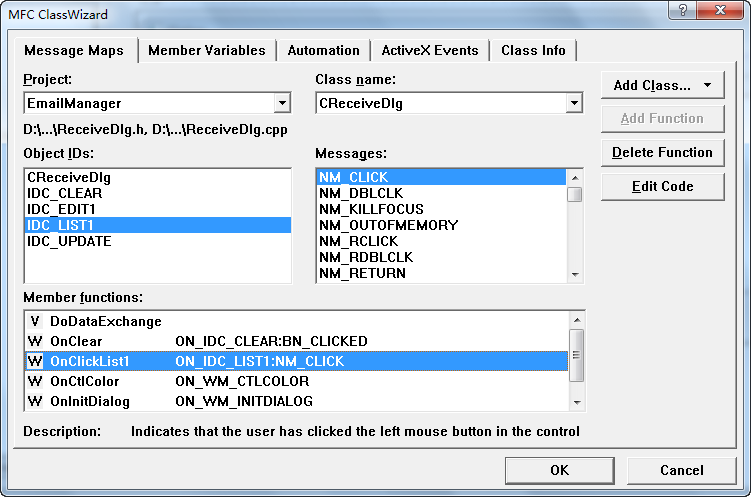 MFC ClassWizard
Message Maps Member Variables Automation ActiveX Events Class Info
Project: Class name:
EmailManager CReceiveDlg Add Class...
D:\...\ReceiveDlg.h, D:\...\ReceiveDlg.cpp Add Function
Object IDs: Messages: Delete Function
CReceiveDlg NM_CLICK Edit Code
IDC_CLEAR NM_DBLCLK
IDC_EDIT1 NM_KILLFOCUS
IDC_LIST1 NM_OUTOFMEMORY
IDC_UPDATE NM_RCLICK
NM_RDBLCLK
NM_RETURN
Member functions:
V DoDataExchange
W OnClear ON_IDC_CLEAR:BN_CLICKED
W OnClickList1 ON_IDC_LIST1:NM_CLICK
W OnCtlColor ON_WM_CTLCOLOR
W OnInitDialog ON_WM_INITDIALOG
Description: Indicates that the user has clicked the left mouse button in the control
OK Cancel